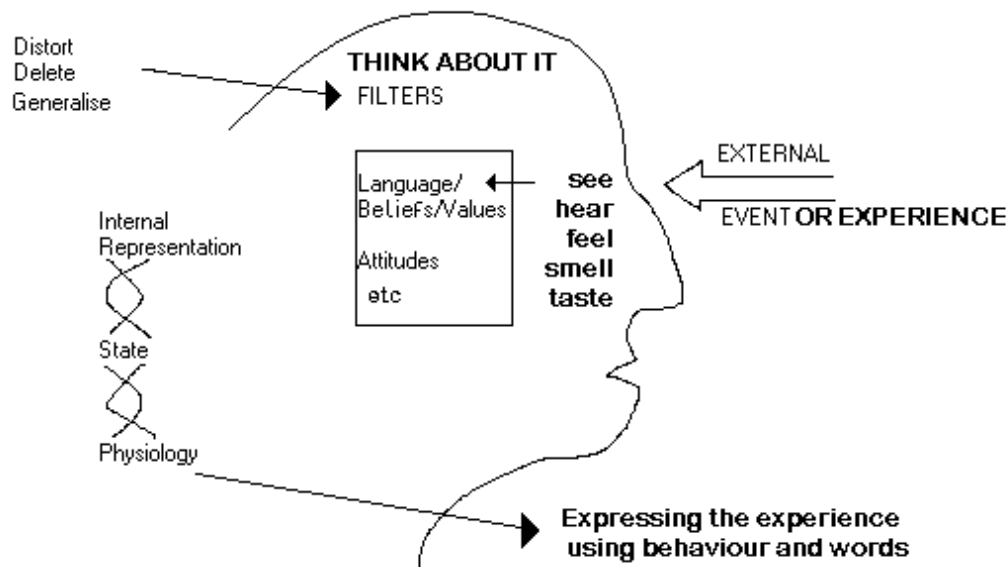 Distort
Delete
Generalise
THINK ABOUT IT
FILTERS
Language/
Beliefs/Values
Attitudes
etc
see
hear
feel
smell
taste
EXTERNAL
EVENT OR EXPERIENCE
Internal
Representation
State
Physiology
Expressing the experience
using behaviour and words